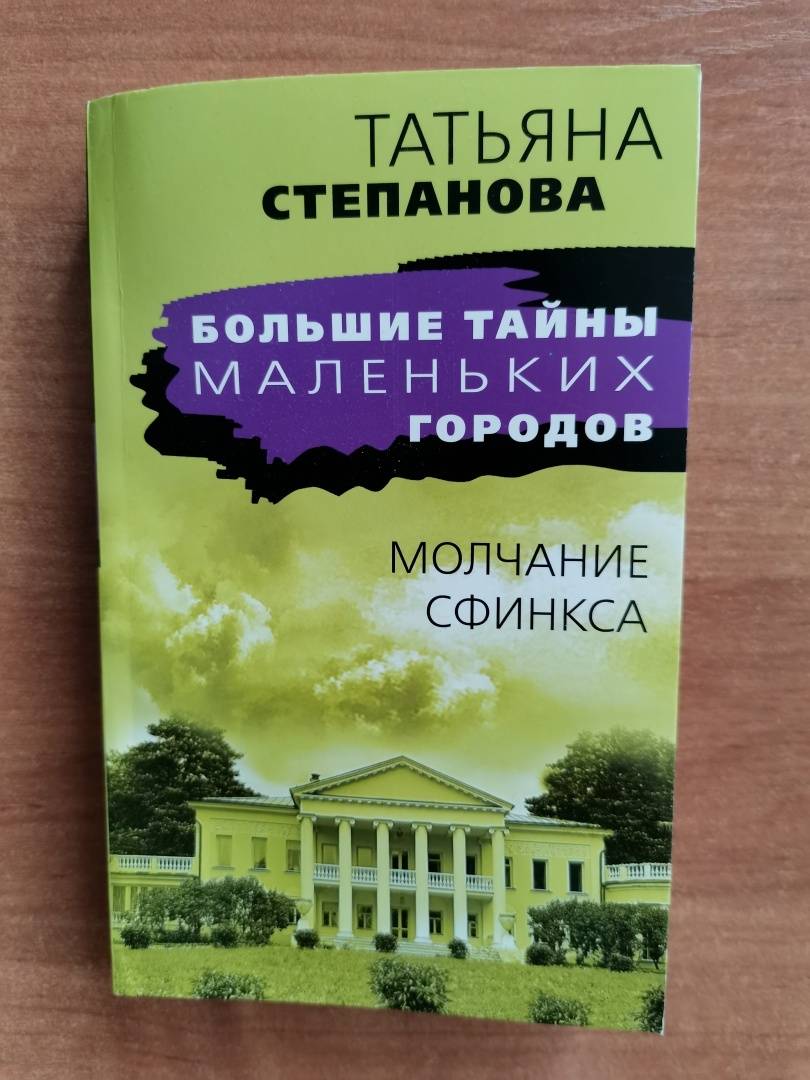 ТАТЬЯНА
СТЕПАНОВА
БОЛЬШИЕ ТАЙНЫ
МАЛЕНЬКИХ
ГОРОДОВ
МОЛЧАНИЕ
СФИНКСА